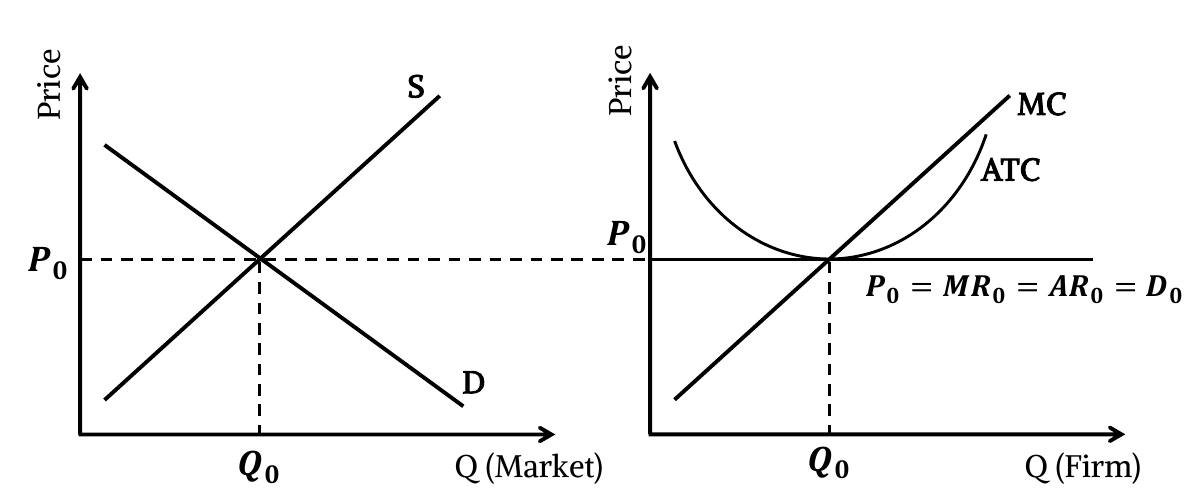 Price
S
P₀
D
Q₀
Q (Market)
Price
MC
ATC
P₀
P₀ = MR₀ = AR₀ = D₀
Q₀
Q (Firm)